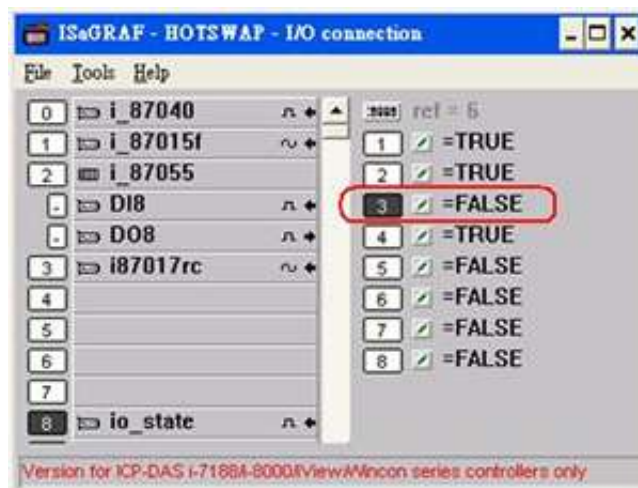 ISaGRAF - HOTSWAP - I/O connection
File Tools Help
0 i_87040
1 i_87015f
2 i_87055
- DI8
- DO8
3 i87017rc
4
5
6
7
8 io_state
ref = 6
1 =TRUE
2 =TRUE
3 =FALSE
4 =TRUE
5 =FALSE
6 =FALSE
7 =FALSE
8 =FALSE
Version for ICP-DAS i-7188/i-8000/iView/Wincon series controllers only